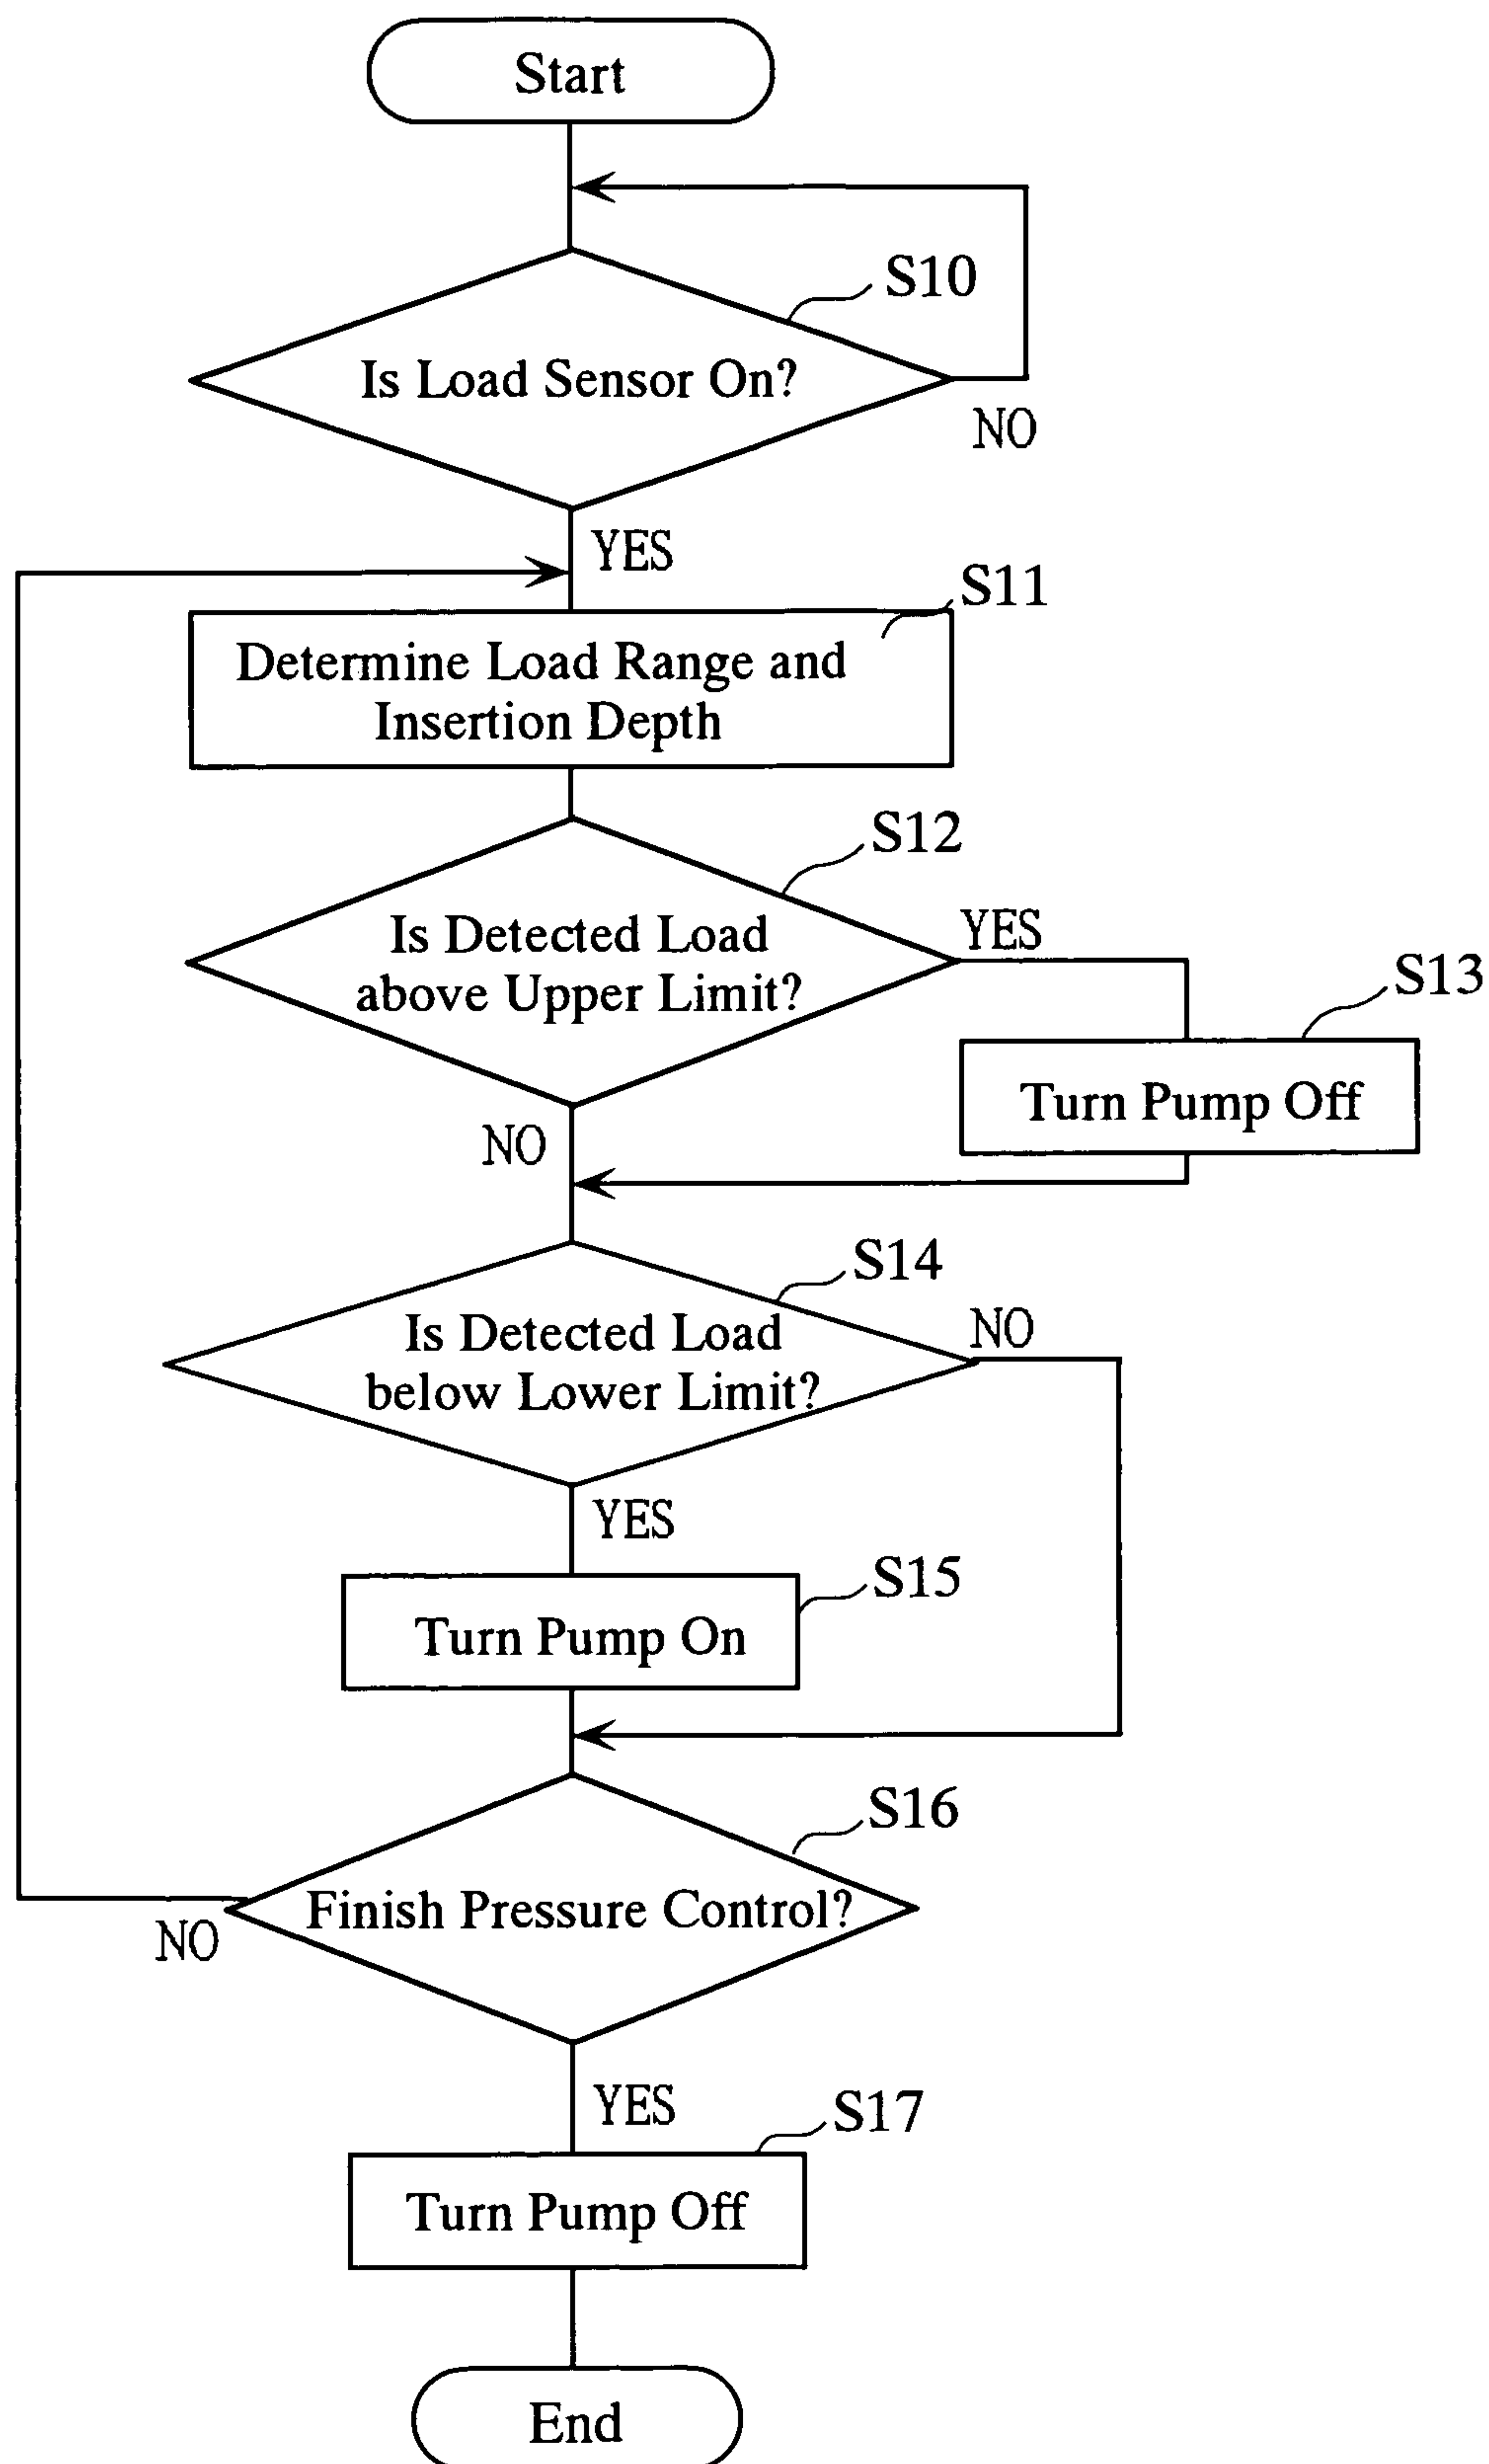 Start
S10
Is Load Sensor On?
NO
YES
S11
Determine Load Range and
Insertion Depth
S12
YES
Is Detected Load
above Upper Limit?
S13
Turn Pump Off
NO
S14
NO
Is Detected Load
below Lower Limit?
YES
S15
Turn Pump On
S16
Finish Pressure Control?
NO
YES
S17
Turn Pump Off
End